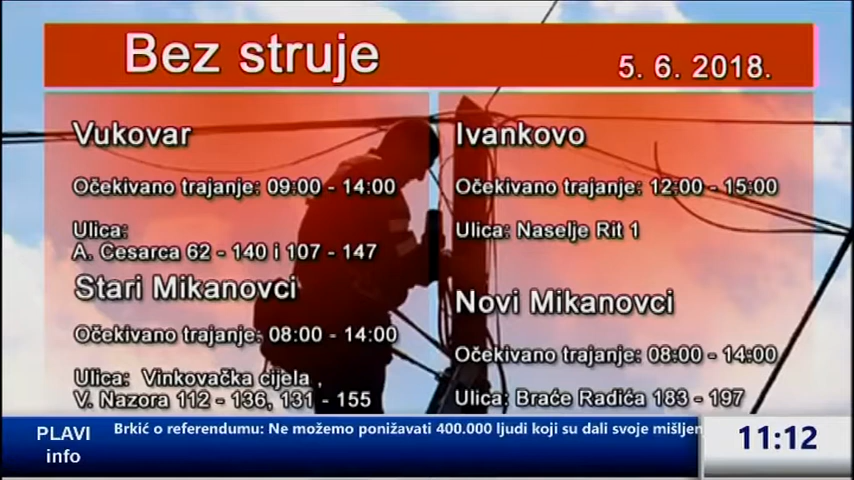 Bez struje
5. 6. 2018.
Vukovar
Očekivano trajanje: 09:00 - 14:00
Ulica:
A. Cesarca 62 - 140 i 107 - 147
Stari Mikanovci
Očekivano trajanje: 08:00 - 14:00
Ulica: Vinkovačka cijela ,
V. Nazora 112 - 136, 131 - 155
Ivankovo
Očekivano trajanje: 12:00 - 15:00
Ulica: Naselje Rit 1
Novi Mikanovci
Očekivano trajanje: 08:00 - 14:00
Ulica: Braće Radića 183 - 197
PLAVI
info
Brkić o referendumu: Ne možemo ponižavati 400.000 ljudi koji su dali svoje mišljen
11:12